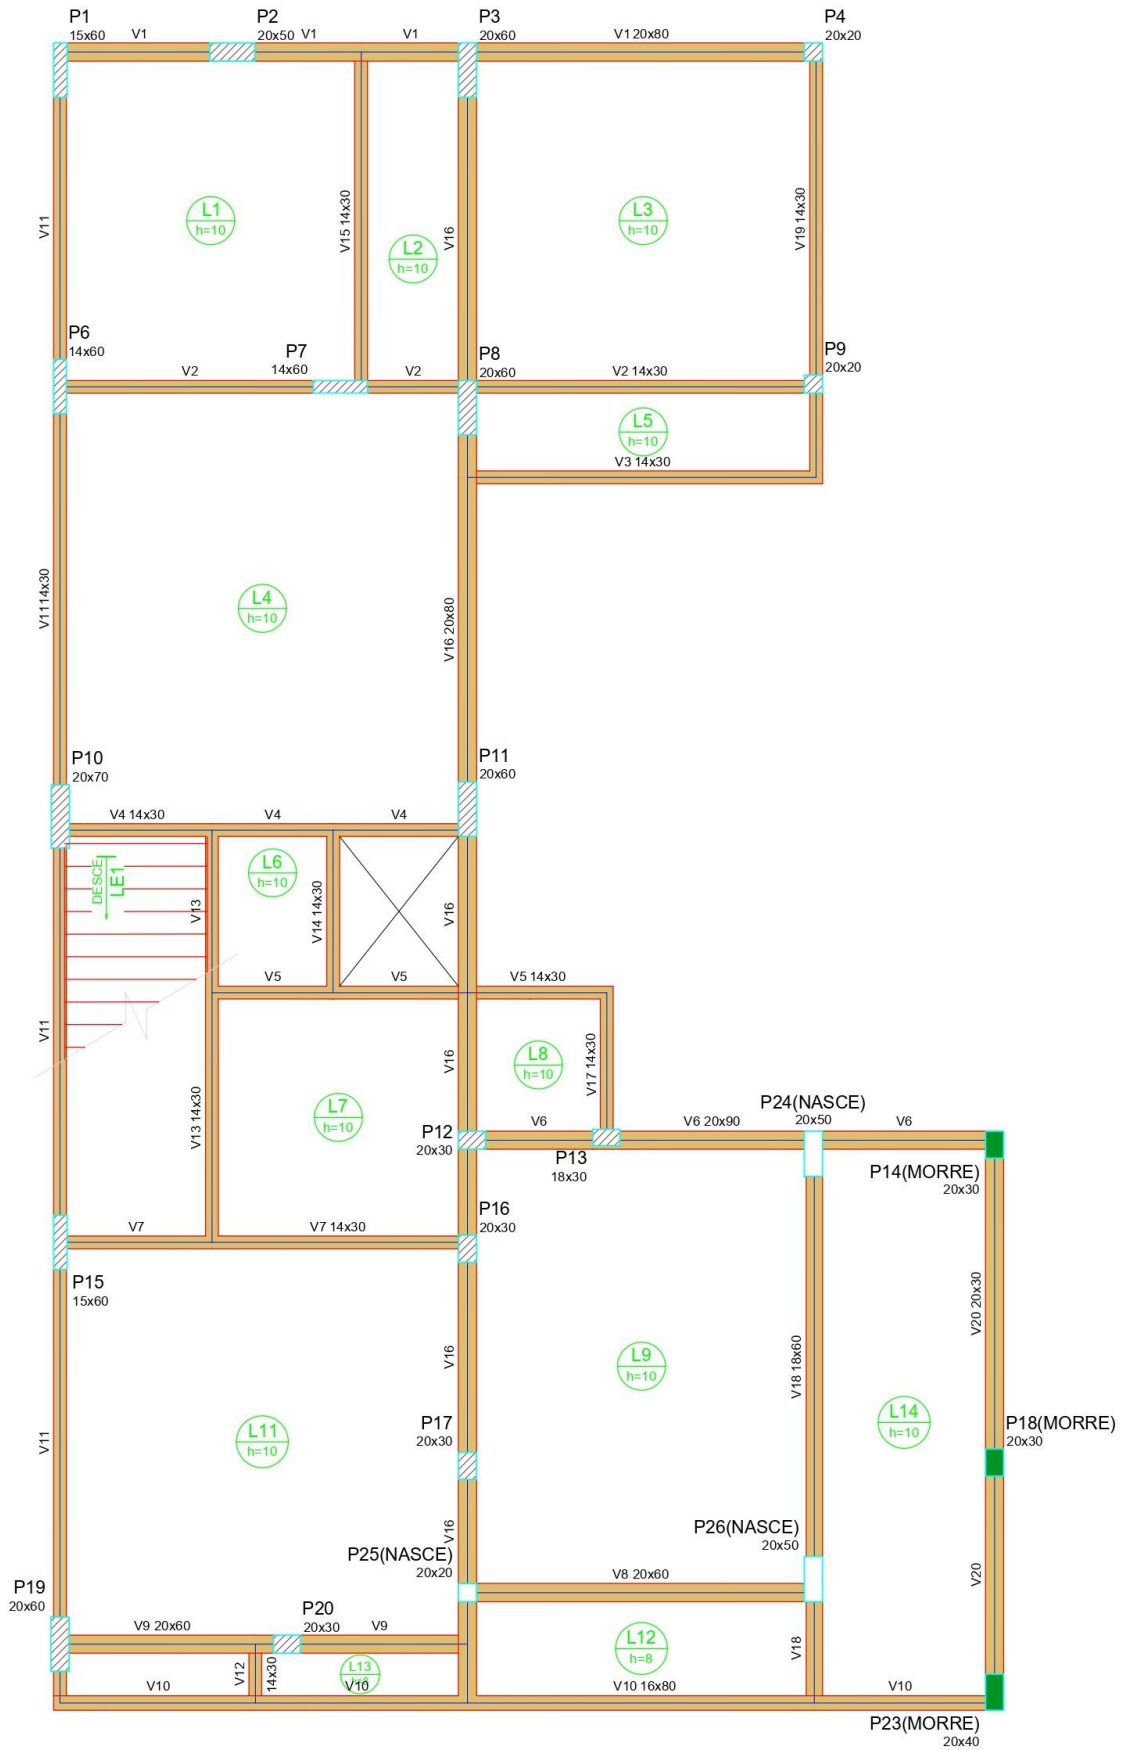 P1
15x60
V1
P2
20x50
V1
V1
P3
20x60
V1 20x80
P4
20x20
V11
L1
h=10
V15 14x30
L2
h=10
V16
L3
h=10
V19 14x30
P6
14x60
V2
P7
14x60
V2
P8
20x60
V2 14x30
P9
20x20
L5
h=10
V3 14x30
V11 14x30
L4
h=10
V16 20x80
P10
20x70
P11
20x60
V4 14x30
V4
V4
DESCE
LE1
V13
L6
h=10
V14 14x30
V16
V5
V5
V5 14x30
V11
V13 14x30
L7
h=10
V16
L8
h=10
V17 14x30
P12
20x30
V6
P13
18x30
V6 20x90
P24(NASCE)
20x50
V6
P14(MORRE)
20x30
V7
V7 14x30
P16
20x30
P15
15x60
V20 20x30
V16
L9
h=10
V18 18x60
V11
L11
h=10
P17
20x30
L14
h=10
P18(MORRE)
20x30
V16
P25(NASCE)
20x20
P26(NASCE)
20x50
V8 20x60
V20
P19
20x60
V9 20x60
P20
20x30
V9
V12
14x30
L13
L12
h=8
V18
V10
V10
V10 16x80
V10
P23(MORRE)
20x40